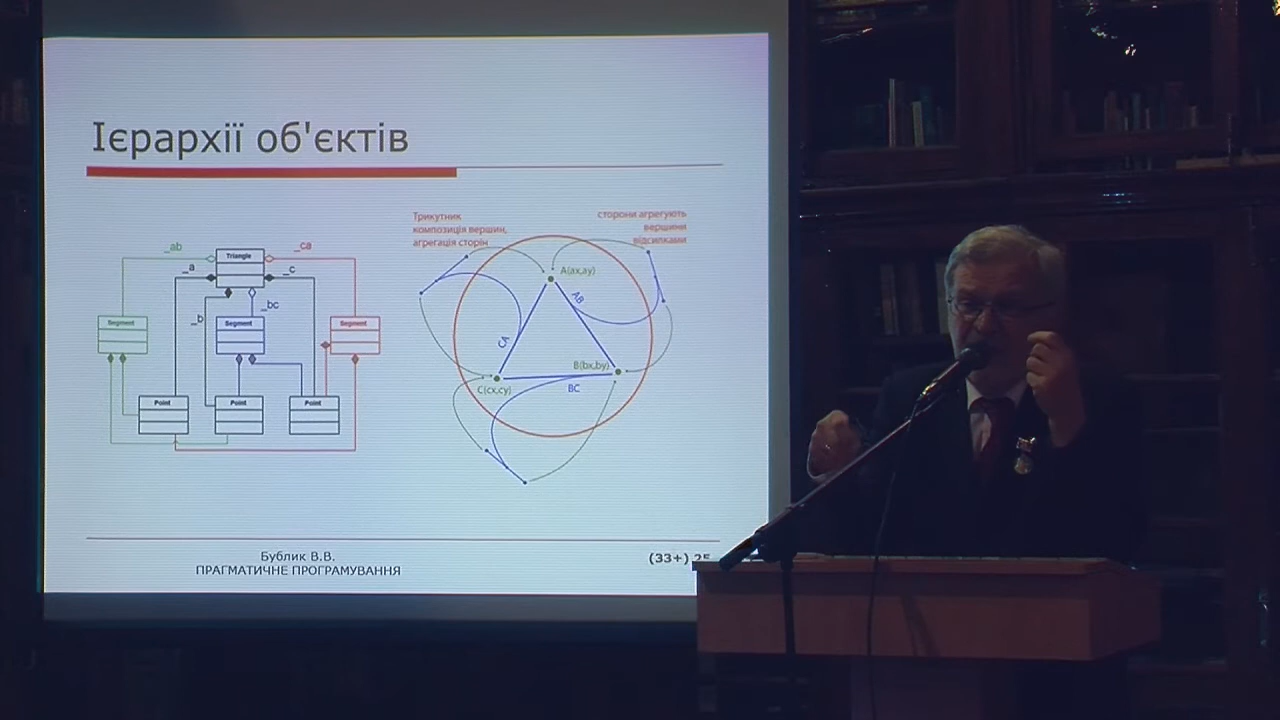 Ієрархії об'єктів
Трикутник
композиція вершин,
агрегація сторін
сторони агрегують
вершини
відсилками
_ab
Triangle
_ca
_a
_c
_bc
_b
Segment
Segment
Segment
Point
Point
Point
A(ax,ay)
AB
CA
B(bx,by)
C(cx,cy)
BC
Бублик В.В.
ПРАГМАТИЧНЕ ПРОГРАМУВАННЯ
(33+) 25